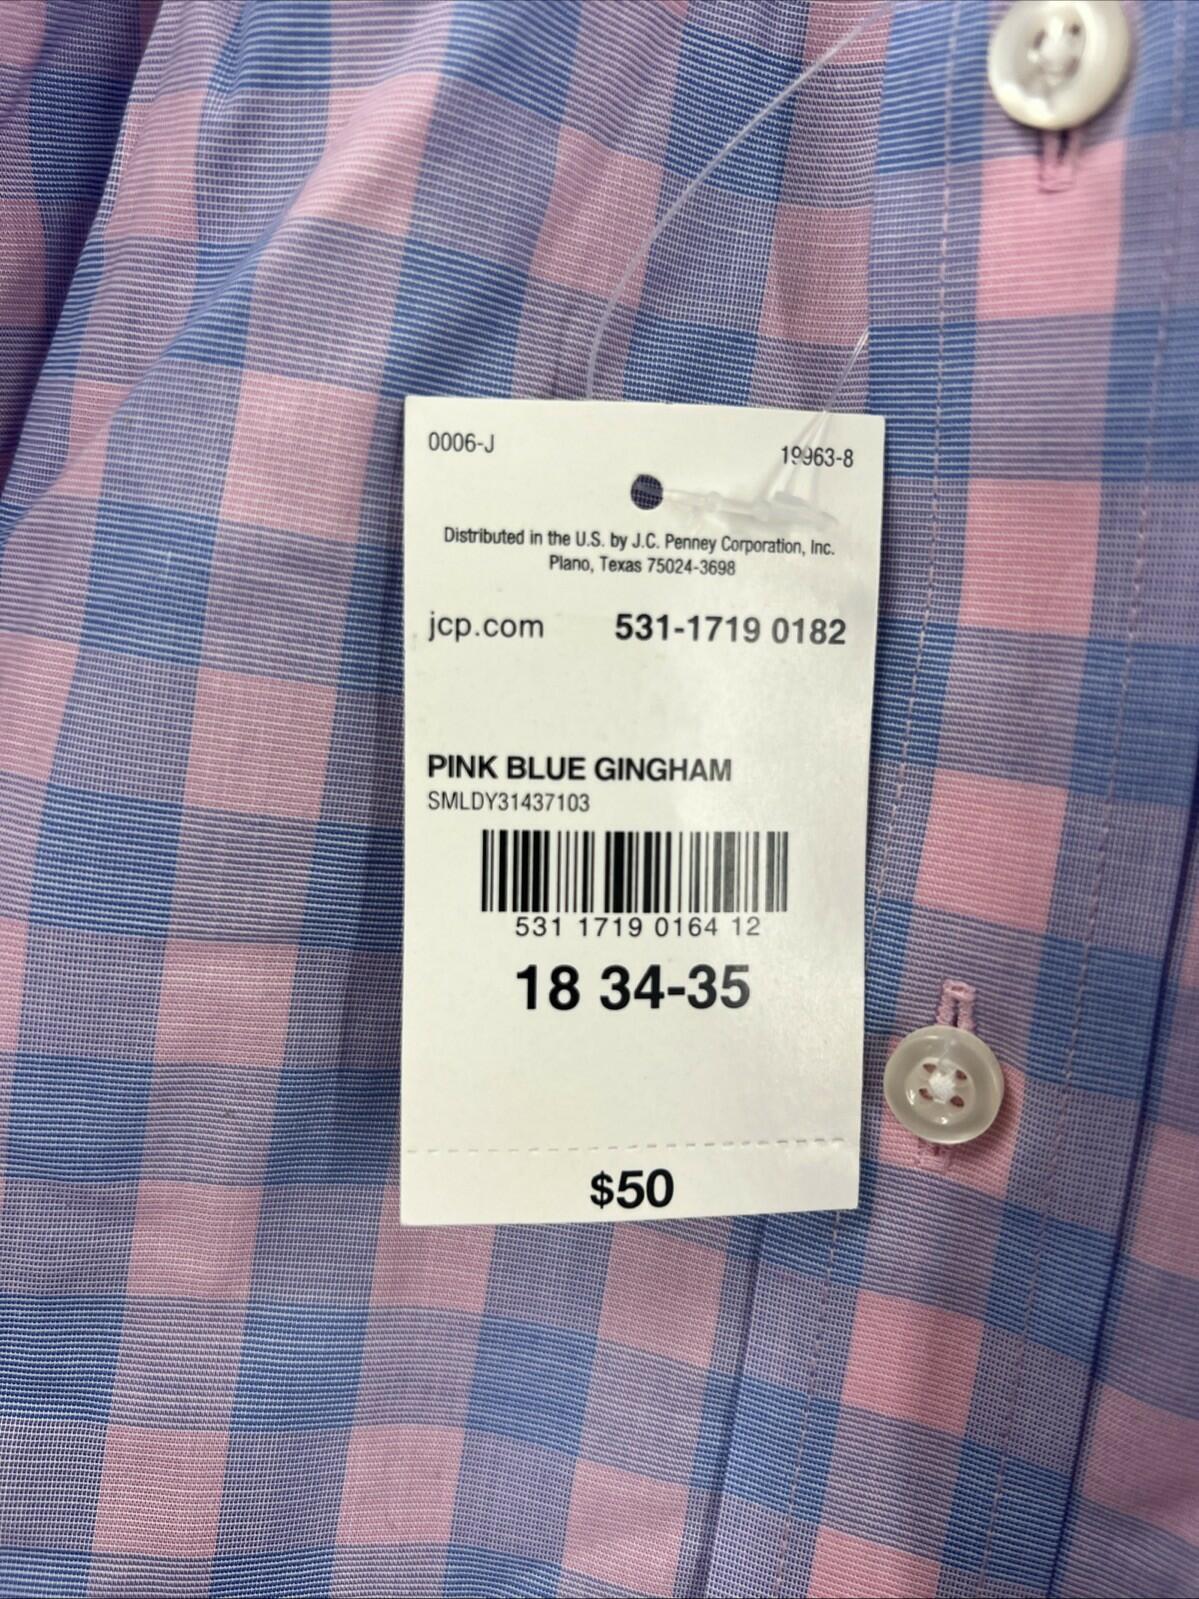 0006-J 19963-8
Distributed in the U.S. by J.C. Penney Corporation, Inc.
Plano, Texas 75024-3698
jcp.com 531-1719 0182
PINK BLUE GINGHAM
SMLDY31437103
531 1719 0164 12
18 34-35
$50